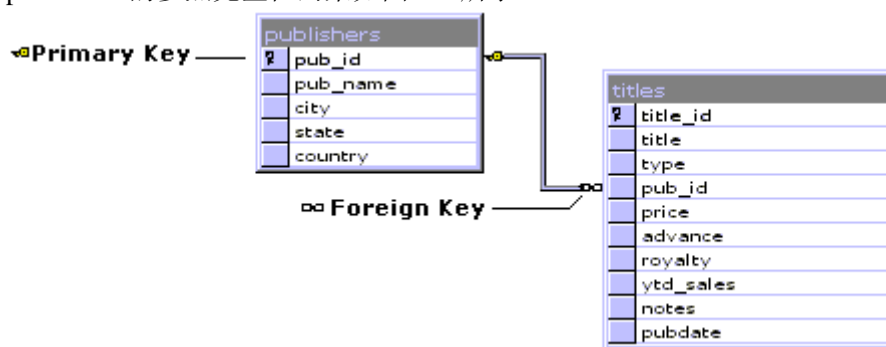 Primary Key
publishers
pub_id
pub_name
city
state
country
Foreign Key
titles
title_id
title
type
pub_id
price
advance
royalty
ytd_sales
notes
pubdate